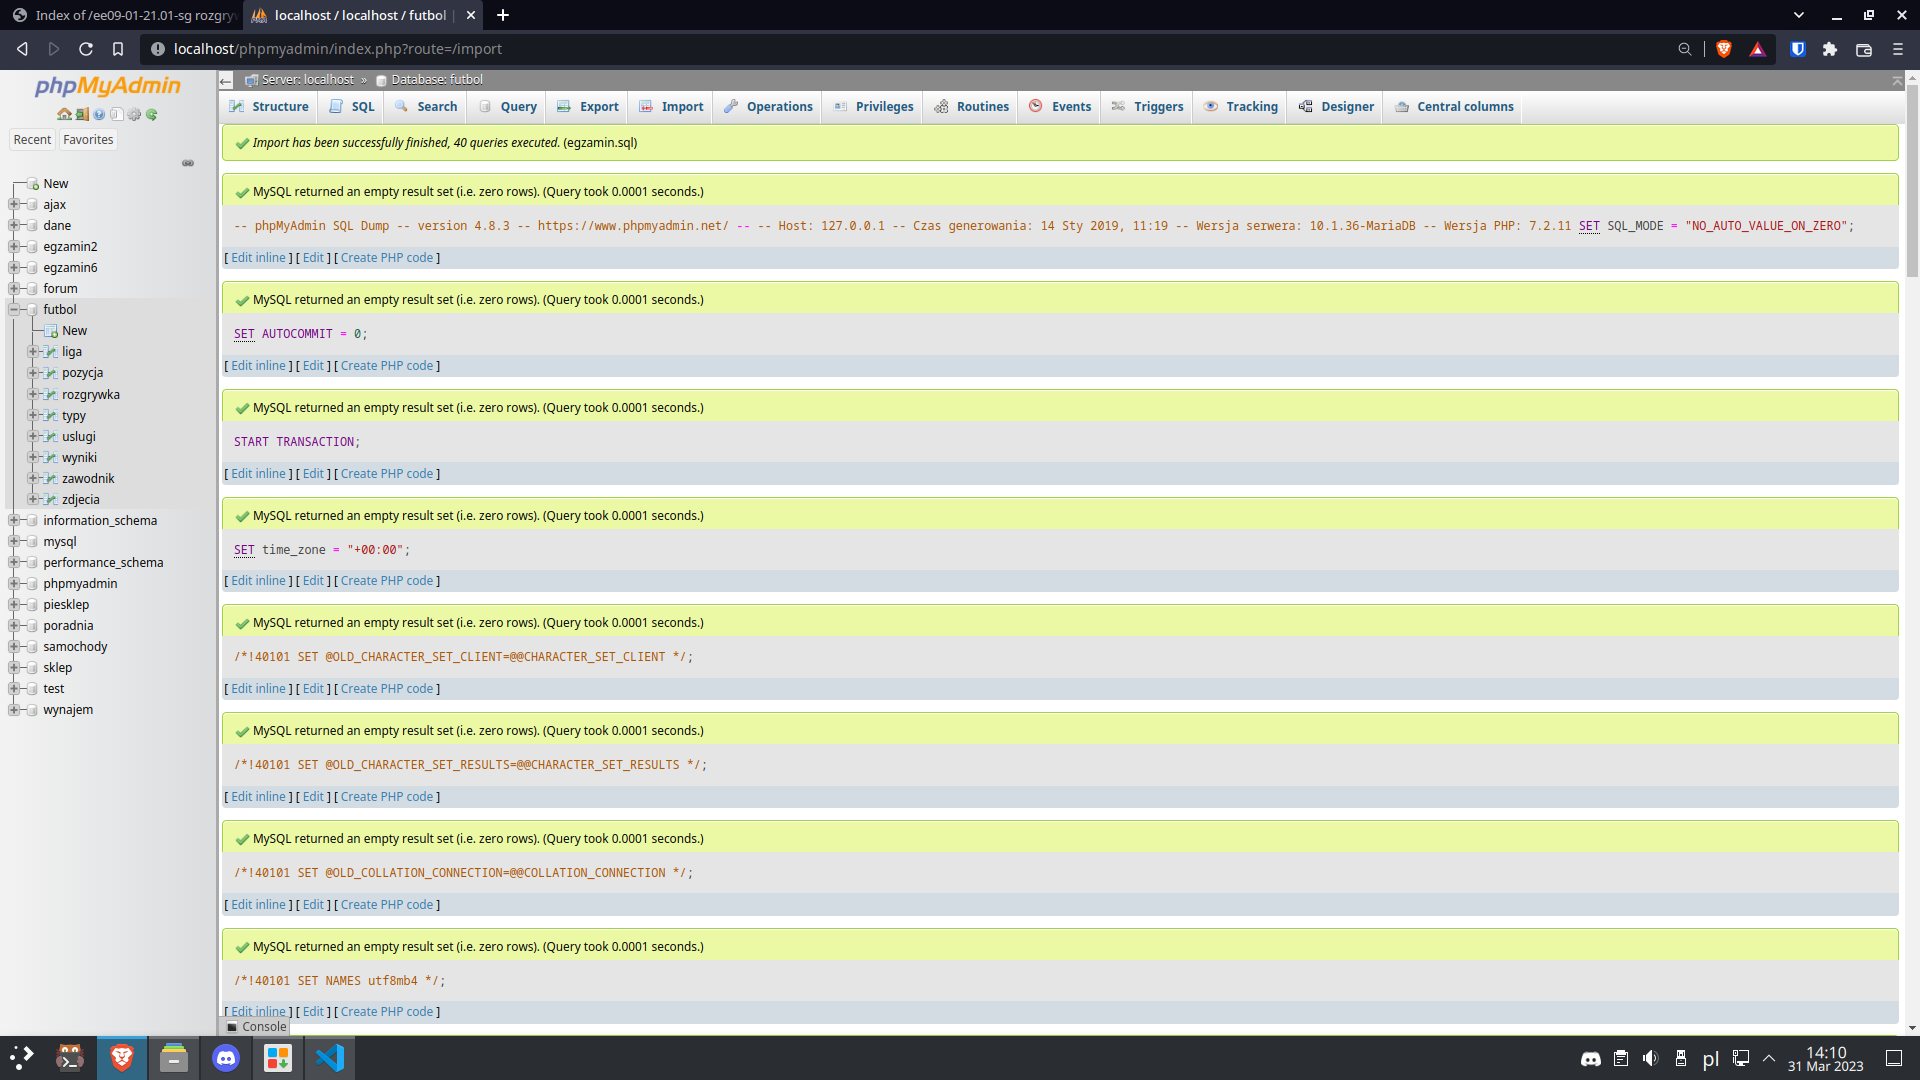 Index of /ee09-01-21.01-sg rozgry
localhost / localhost / futbol |
localhost/phpmyadmin/index.php?route=/import
phpMyAdmin
Recent Favorites
New
ajax
dane
egzamin2
egzamin6
forum
futbol
New
liga
pozycja
rozgrywka
typy
uslugi
wyniki
zawodnik
zdjecia
information_schema
mysql
performance_schema
phpmyadmin
piesklep
poradnia
samochody
sklep
test
wynajem
Server: localhost » Database: futbol
Structure SQL Search Query Export Import Operations Privileges Routines Events Triggers Tracking Designer Central columns
Import has been successfully finished, 40 queries executed. (egzamin.sql)
MySQL returned an empty result set (i.e. zero rows). (Query took 0.0001 seconds.)
-- phpMyAdmin SQL Dump -- version 4.8.3 -- https://www.phpmyadmin.net/ -- -- Host: 127.0.0.1 -- Czas generowania: 14 Sty 2019, 11:19 -- Wersja serwera: 10.1.36-MariaDB -- Wersja PHP: 7.2.11 SET SQL_MODE = "NO_AUTO_VALUE_ON_ZERO";
[ Edit inline ] [ Edit ] [ Create PHP code ]
MySQL returned an empty result set (i.e. zero rows). (Query took 0.0001 seconds.)
SET AUTOCOMMIT = 0;
[ Edit inline ] [ Edit ] [ Create PHP code ]
MySQL returned an empty result set (i.e. zero rows). (Query took 0.0001 seconds.)
START TRANSACTION;
[ Edit inline ] [ Edit ] [ Create PHP code ]
MySQL returned an empty result set (i.e. zero rows). (Query took 0.0001 seconds.)
SET time_zone = "+00:00";
[ Edit inline ] [ Edit ] [ Create PHP code ]
MySQL returned an empty result set (i.e. zero rows). (Query took 0.0001 seconds.)
/*!40101 SET @OLD_CHARACTER_SET_CLIENT=@@CHARACTER_SET_CLIENT */;
[ Edit inline ] [ Edit ] [ Create PHP code ]
MySQL returned an empty result set (i.e. zero rows). (Query took 0.0001 seconds.)
/*!40101 SET @OLD_CHARACTER_SET_RESULTS=@@CHARACTER_SET_RESULTS */;
[ Edit inline ] [ Edit ] [ Create PHP code ]
MySQL returned an empty result set (i.e. zero rows). (Query took 0.0001 seconds.)
/*!40101 SET @OLD_COLLATION_CONNECTION=@@COLLATION_CONNECTION */;
[ Edit inline ] [ Edit ] [ Create PHP code ]
MySQL returned an empty result set (i.e. zero rows). (Query took 0.0001 seconds.)
/*!40101 SET NAMES utf8mb4 */;
[ Edit inline ] [ Edit ] [ Create PHP code ]
Console
pl
14:10
31 Mar 2023